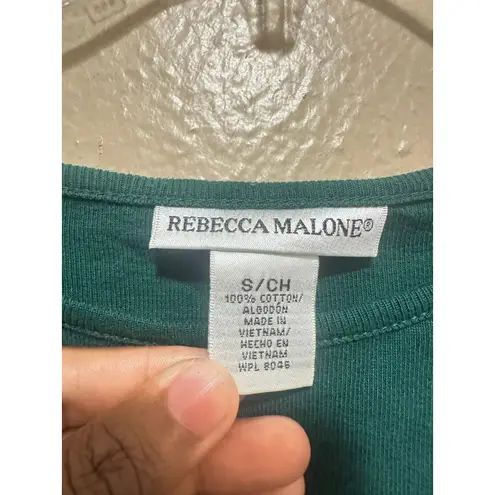 REBECCA MALONE®
S/CH
100% COTTON/
ALGODÓN
MADE IN
VIETNAM/
HECHO EN
VIETNAM
WPL 8046